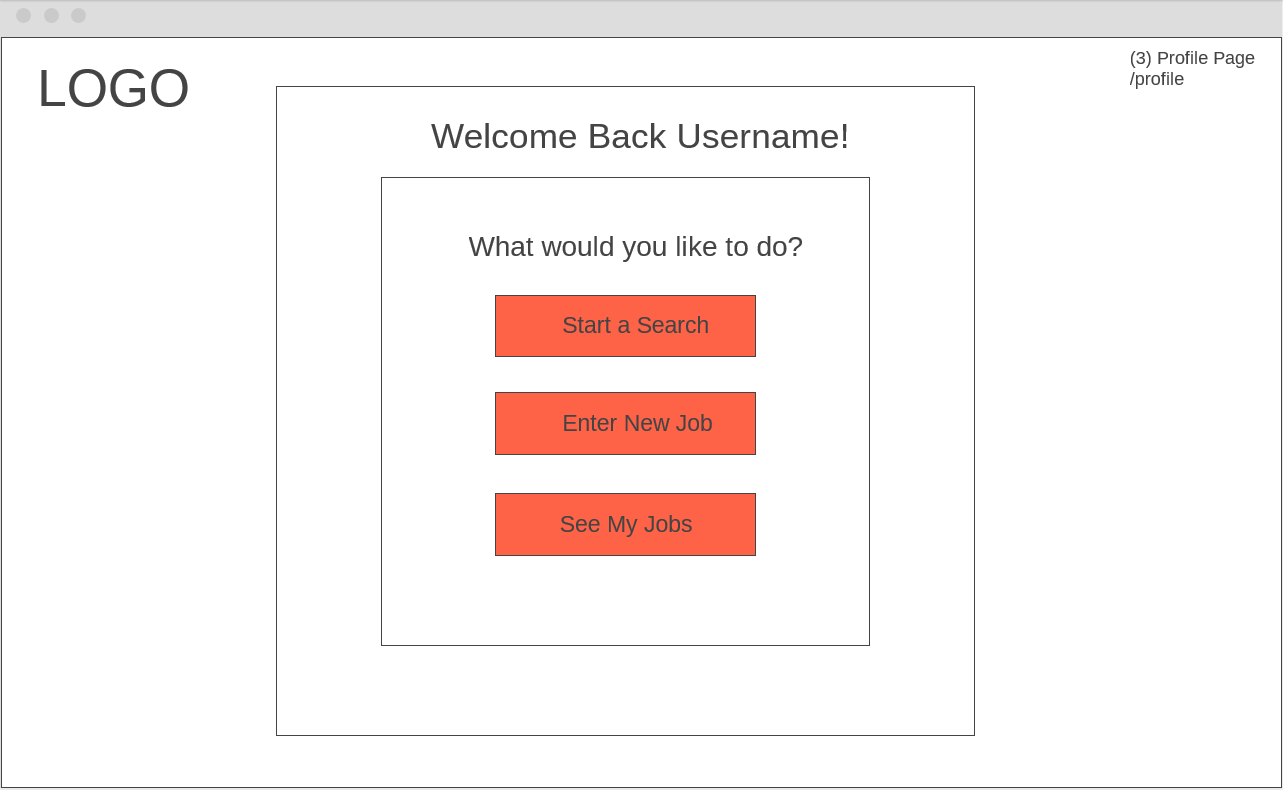 LOGO
(3) Profile Page
/profile
Welcome Back Username!
What would you like to do?
Start a Search
Enter New Job
See My Jobs